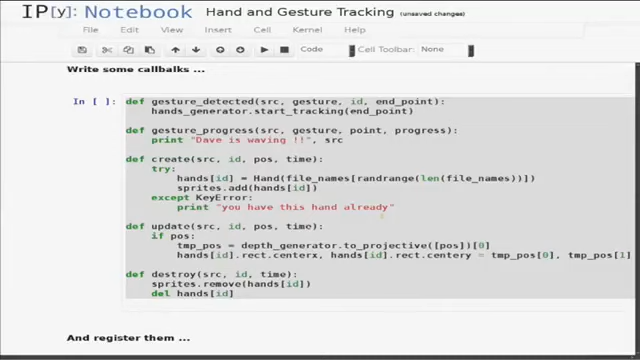 IP[y]: Notebook Hand and Gesture Tracking (unsaved changes)
File Edit View Insert Cell Kernel Help
Code Cell Toolbar: None
Write some callbalks ...
In [ ]: def gesture_detected(src, gesture, id, end_point):
hands_generator.start_tracking(end_point)
def gesture_progress(src, gesture, point, progress):
print "Dave is waving !!", src
def create(src, id, pos, time):
try:
hands[id] = Hand(file_names[randrange(len(file_names))])
sprites.add(hands[id])
except KeyError:
print "you have this hand already"
def update(src, id, pos, time):
if pos:
tmp_pos = depth_generator.to_projective([pos])[0]
hands[id].rect.centerx, hands[id].rect.centery = tmp_pos[0], tmp_pos[1]
def destroy(src, id, time):
sprites.remove(hands[id])
del hands[id]
And register them ...